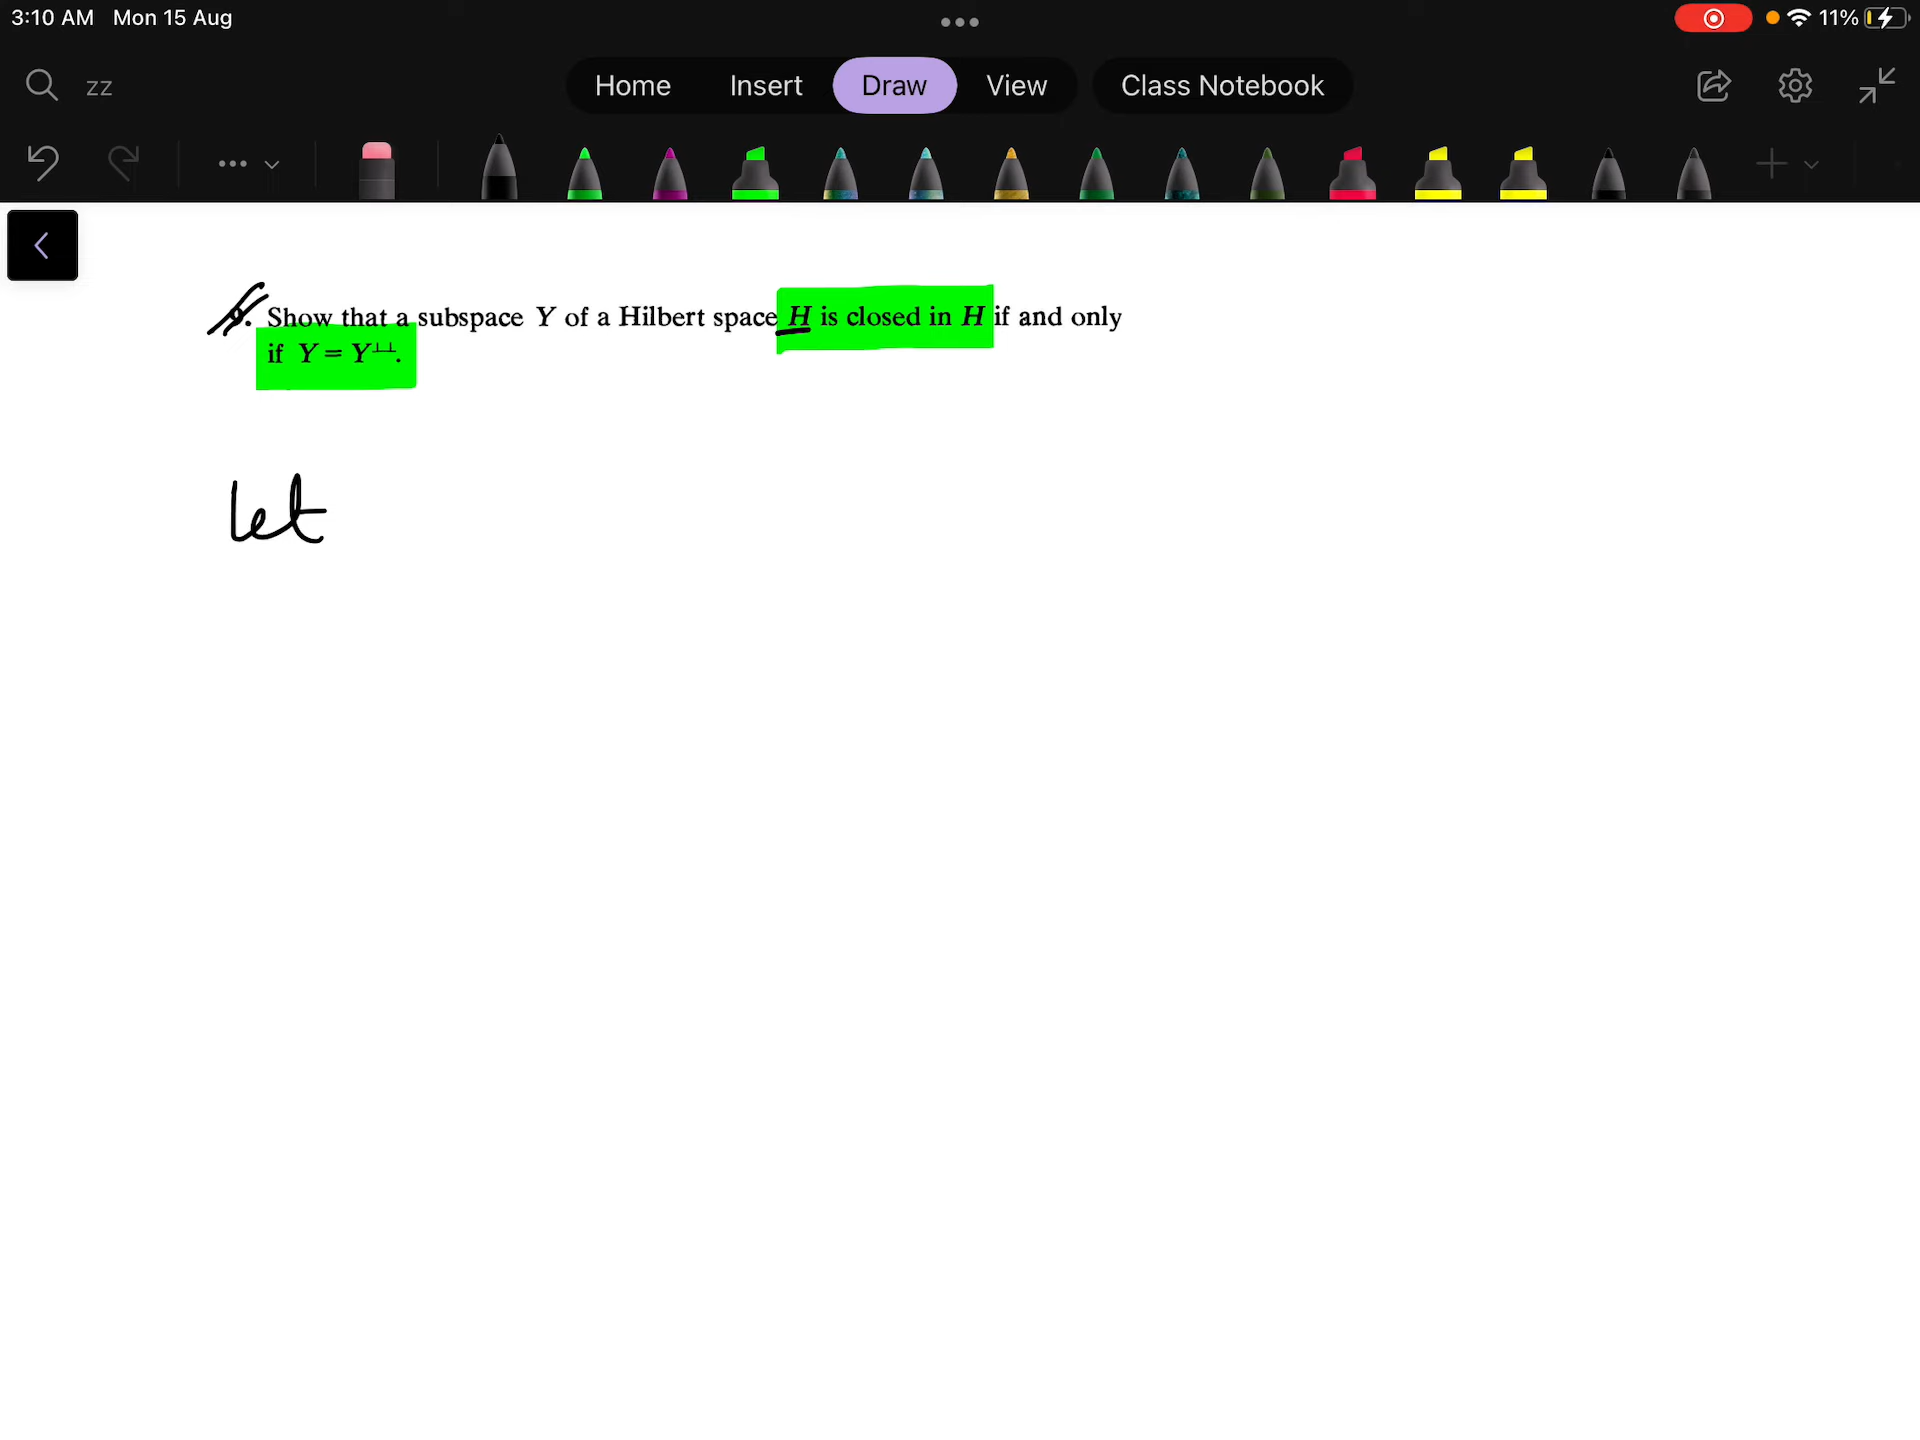 3:10 AM Mon 15 Aug
11%
zz
Home Insert Draw View Class Notebook
Show that a subspace Y of a Hilbert space H is closed in H if and only
if Y = Y⊥⊥.
let